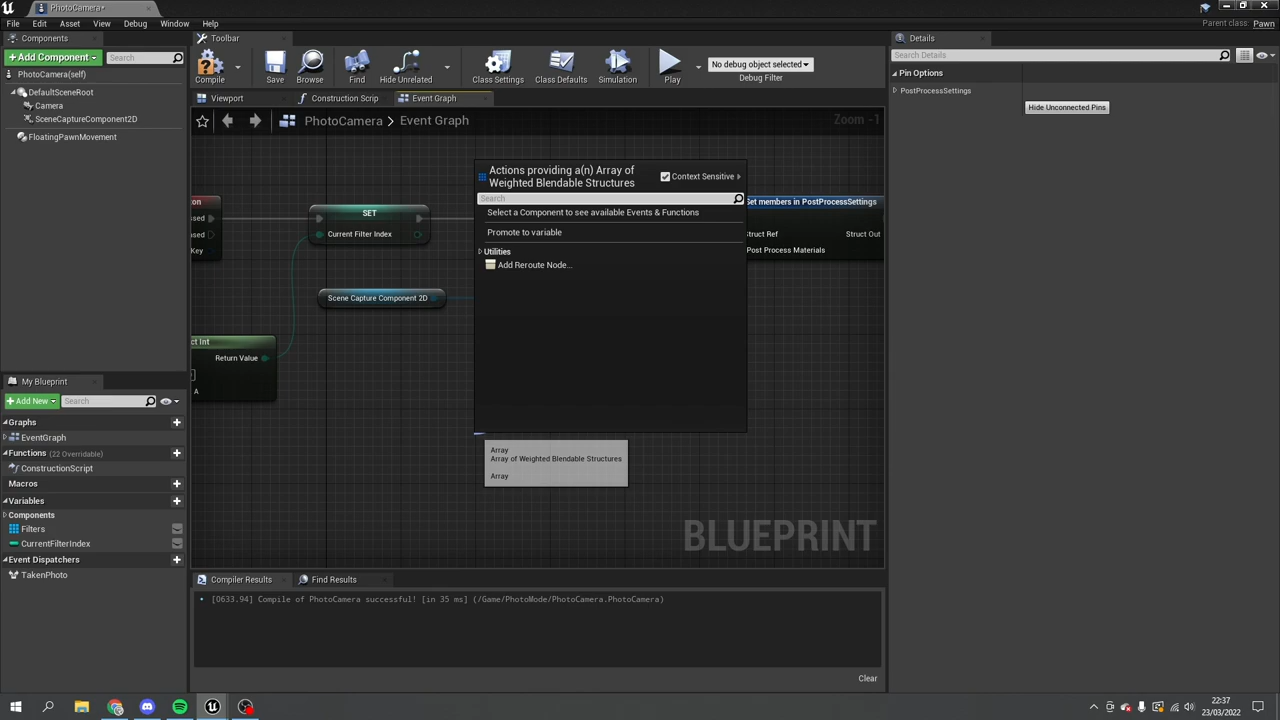 PhotoCamera*
File Edit Asset View Debug Window Help
Parent class: Pawn
Components
Toolbar
Details
+Add Component
Search
Search Details
PhotoCamera(self)
Compile
Save
Browse
Find
Hide Unrelated
Class Settings
Class Defaults
Simulation
Play
No debug object selected
Debug Filter
Pin Options
PostProcessSettings
Hide Unconnected Pins
DefaultSceneRoot
Camera
SceneCaptureComponent2D
FloatingPawnMovement
Viewport
Construction Scrip
Event Graph
PhotoCamera > Event Graph
Zoom -1
Actions providing a(n) Array of
Weighted Blendable Structures
Context Sensitive
Search
Select a Component to see available Events & Functions
Promote to variable
Utilities
Add Reroute Node...
on
sed
sed
Key
SET
Current Filter Index
Scene Capture Component 2D
ct Int
Return Value
A
Set members in PostProcessSettings
Struct Ref
Struct Out
Post Process Materials
Array
Array of Weighted Blendable Structures
Array
BLUEPRINT
My Blueprint
+Add New
Search
Graphs
EventGraph
Functions (22 Overridable)
ConstructionScript
Macros
Variables
Components
Filters
CurrentFilterIndex
Event Dispatchers
TakenPhoto
Compiler Results
Find Results
[0633.94] Compile of PhotoCamera successful! [in 35 ms] (/Game/PhotoMode/PhotoCamera.PhotoCamera)
Clear
22:37
23/03/2022